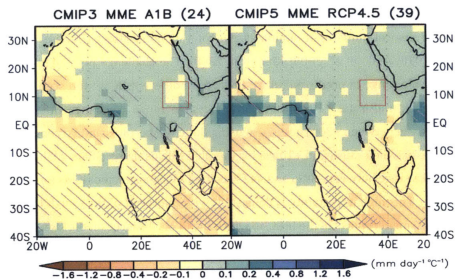 CMIP3 MME A1B (24) CMIP5 MME RCP4.5 (39)
30N 30N
20N 20N
10N 10N
EQ EQ
10S 10S
20S 20S
30S 30S
40S 40S
20W 0 20E 40E 20W 0 20E 40E 20
-1.6 -1.2 -0.8 -0.4 -0.2 -0.1 0 0.1 0.2 0.4 0.8 1.2 1.6 (mm day⁻¹ °C⁻¹)